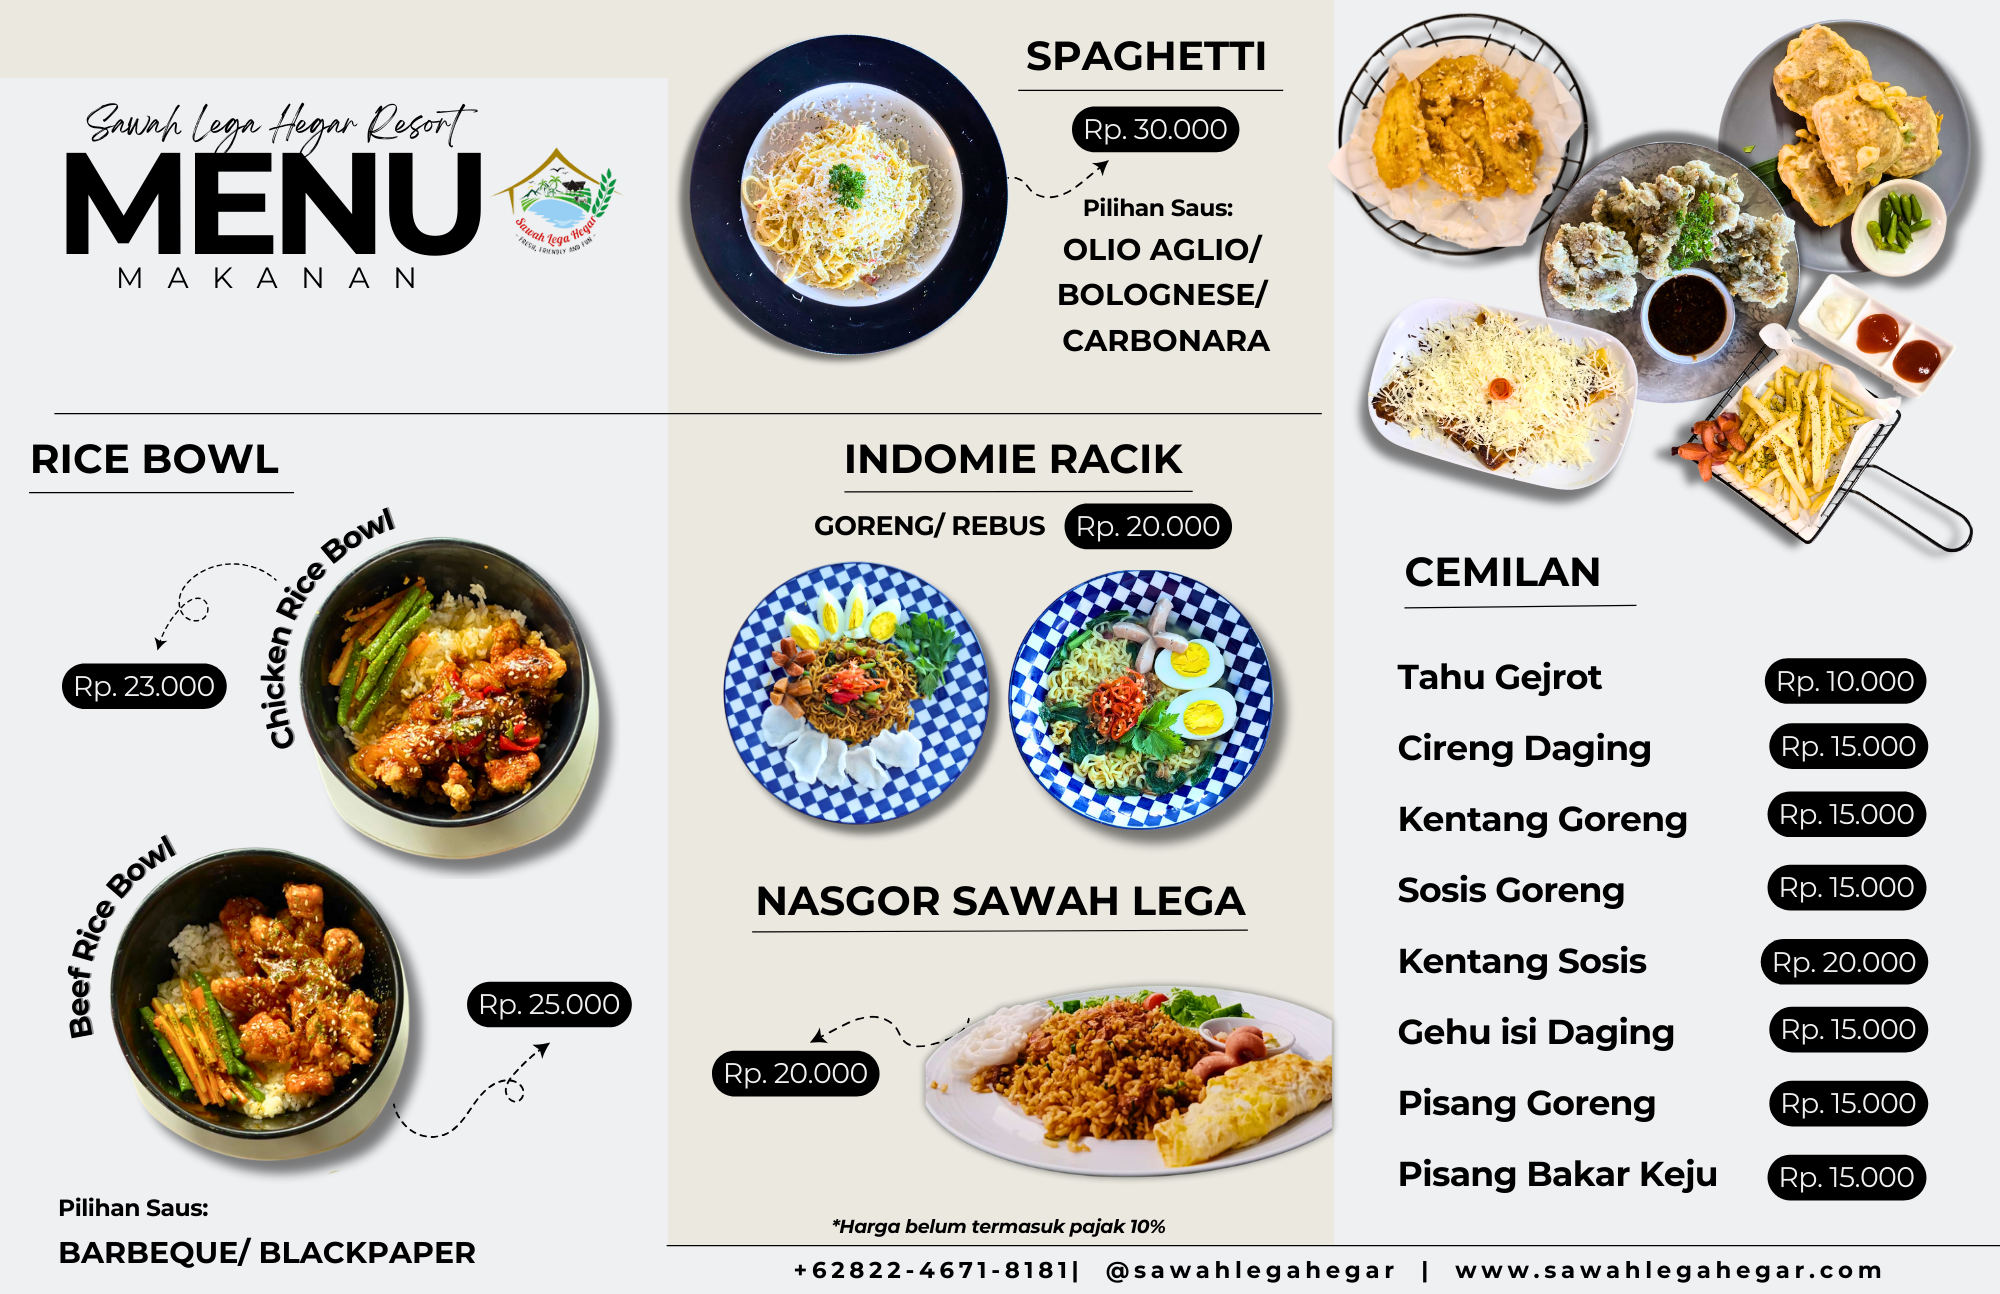 Sawah Lega Hegar Resort
MENU
MAKANAN
Sawah Lega Hegar
- FRESH, FRIENDLY AND FUN -
RICE BOWL
Chicken Rice Bowl
Rp. 23.000
Beef Rice Bowl
Rp. 25.000
Pilihan Saus:
BARBEQUE/ BLACKPAPER
SPAGHETTI
Rp. 30.000
Pilihan Saus:
OLIO AGLIO/
BOLOGNESE/
CARBONARA
INDOMIE RACIK
GORENG/ REBUS Rp. 20.000
NASGOR SAWAH LEGA
Rp. 20.000
*Harga belum termasuk pajak 10%
CEMILAN
Tahu Gejrot Rp. 10.000
Cireng Daging Rp. 15.000
Kentang Goreng Rp. 15.000
Sosis Goreng Rp. 15.000
Kentang Sosis Rp. 20.000
Gehu isi Daging Rp. 15.000
Pisang Goreng Rp. 15.000
Pisang Bakar Keju Rp. 15.000
+62822-4671-8181| @sawahlegahegar | www.sawahlegahegar.com